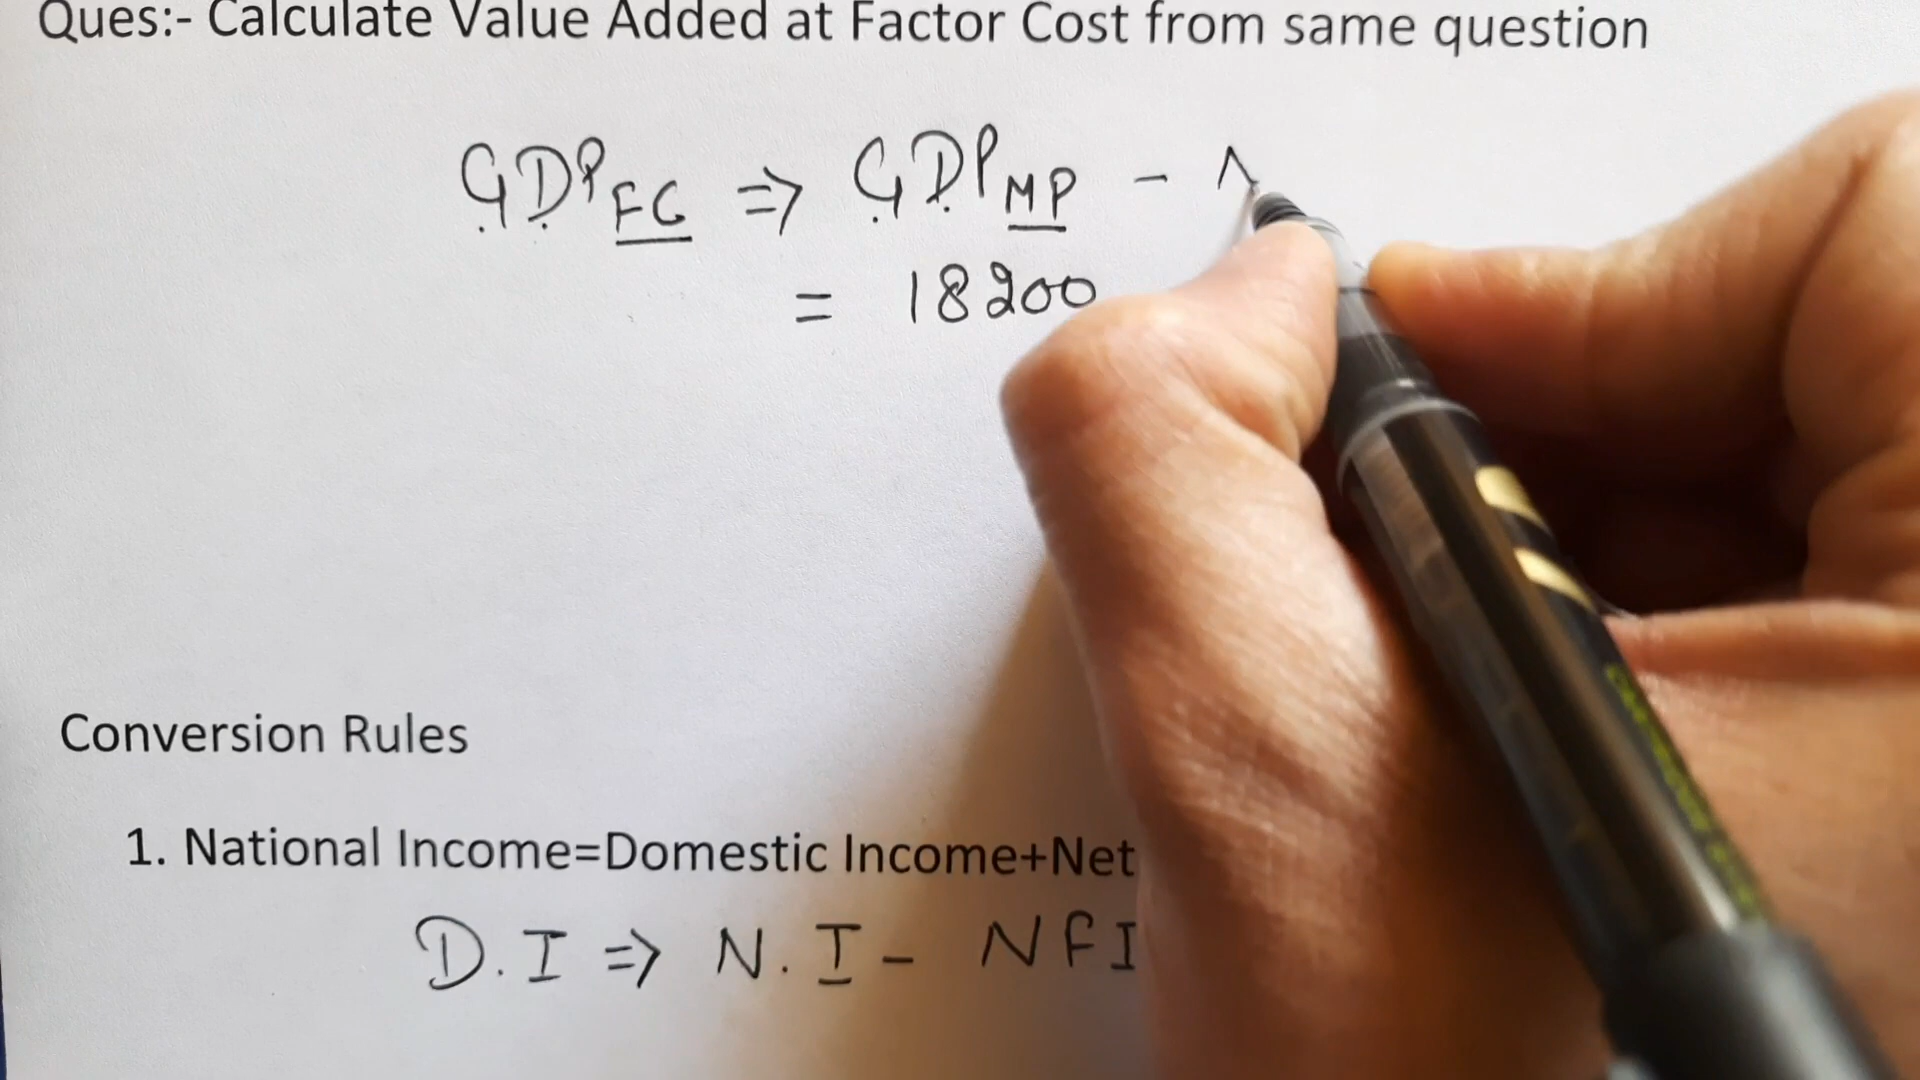 Ques:- Calculate Value Added at Factor Cost from same question
GDP FC => GDP MP -
= 18200
Conversion Rules
1. National Income=Domestic Income+Net
D.I => N.I - NFI